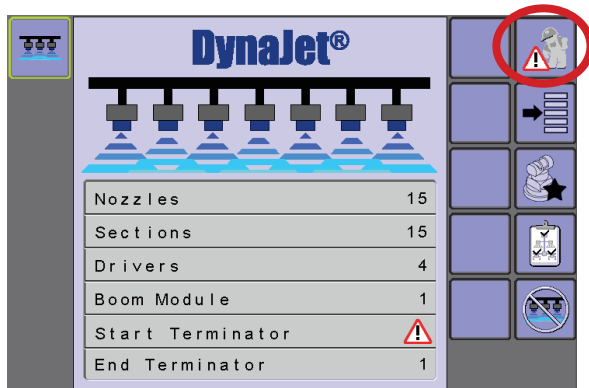 DynaJet®
Nozzles 15
Sections 15
Drivers 4
Boom Module 1
Start Terminator
End Terminator 1